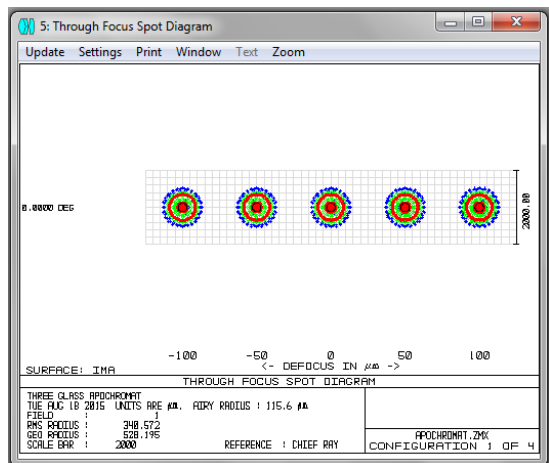 5: Through Focus Spot Diagram
Update Settings Print Window Text Zoom
0.0000 DEG
2000.00
-100 -50 0 50 100
<- DEFOCUS IN µm ->
SURFACE: IMA
THROUGH FOCUS SPOT DIAGRAM
THREE GLASS APOCHROMAT
TUE AUG 18 2015 UNITS ARE µm. AIRY RADIUS : 115.6 µm
FIELD : 1
RMS RADIUS : 340.572
GEO RADIUS : 528.195
SCALE BAR : 2000 REFERENCE : CHIEF RAY
APOCHROMAT.ZMX
CONFIGURATION 1 OF 4